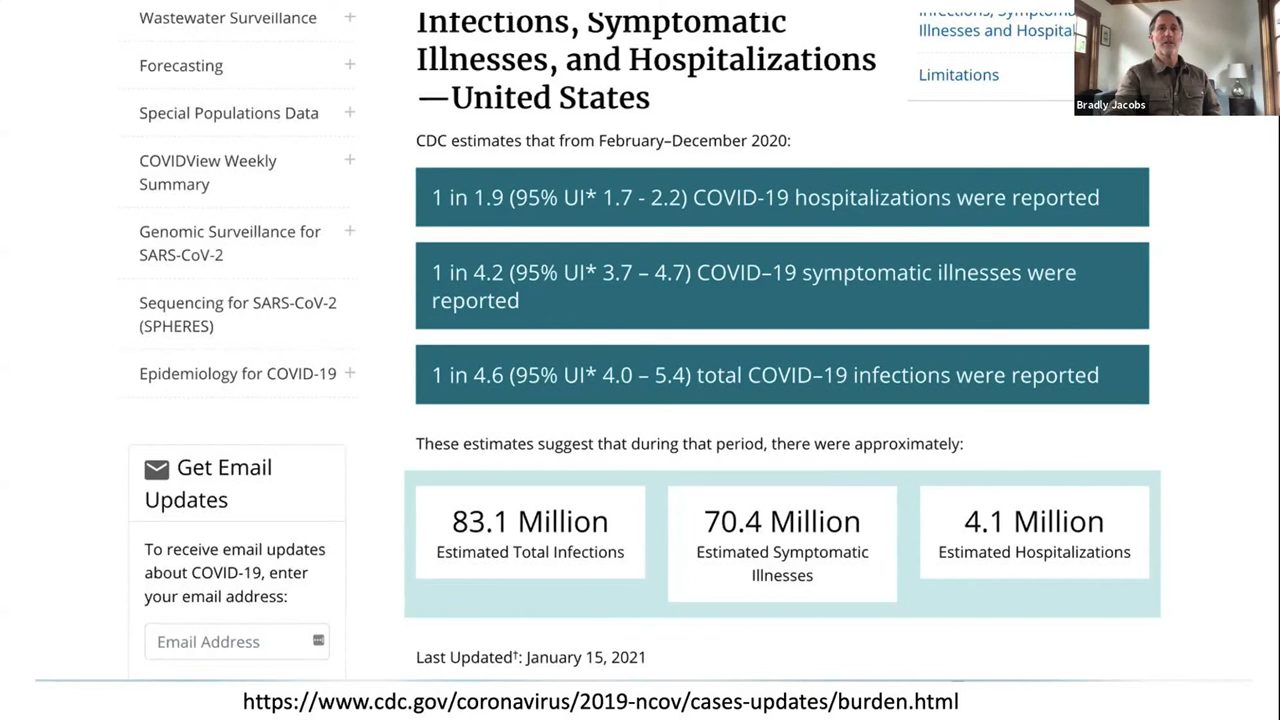 Wastewater Surveillance
Forecasting
Special Populations Data
COVIDView Weekly
Summary
Genomic Surveillance for
SARS-CoV-2
Sequencing for SARS-CoV-2
(SPHERES)
Epidemiology for COVID-19
Get Email
Updates
To receive email updates
about COVID-19, enter
your email address:
Email Address
Infections, Symptomatic
Illnesses, and Hospitalizations
—United States
CDC estimates that from February–December 2020:
1 in 1.9 (95% UI* 1.7 - 2.2) COVID-19 hospitalizations were reported
1 in 4.2 (95% UI* 3.7 – 4.7) COVID–19 symptomatic illnesses were
reported
1 in 4.6 (95% UI* 4.0 – 5.4) total COVID–19 infections were reported
These estimates suggest that during that period, there were approximately:
83.1 Million
Estimated Total Infections
70.4 Million
Estimated Symptomatic
Illnesses
4.1 Million
Estimated Hospitalizations
Last Updated†: January 15, 2021
Infections,
Illnesses and
Limitations
Bradly Jacobs
https://www.cdc.gov/coronavirus/2019-ncov/cases-updates/burden.html